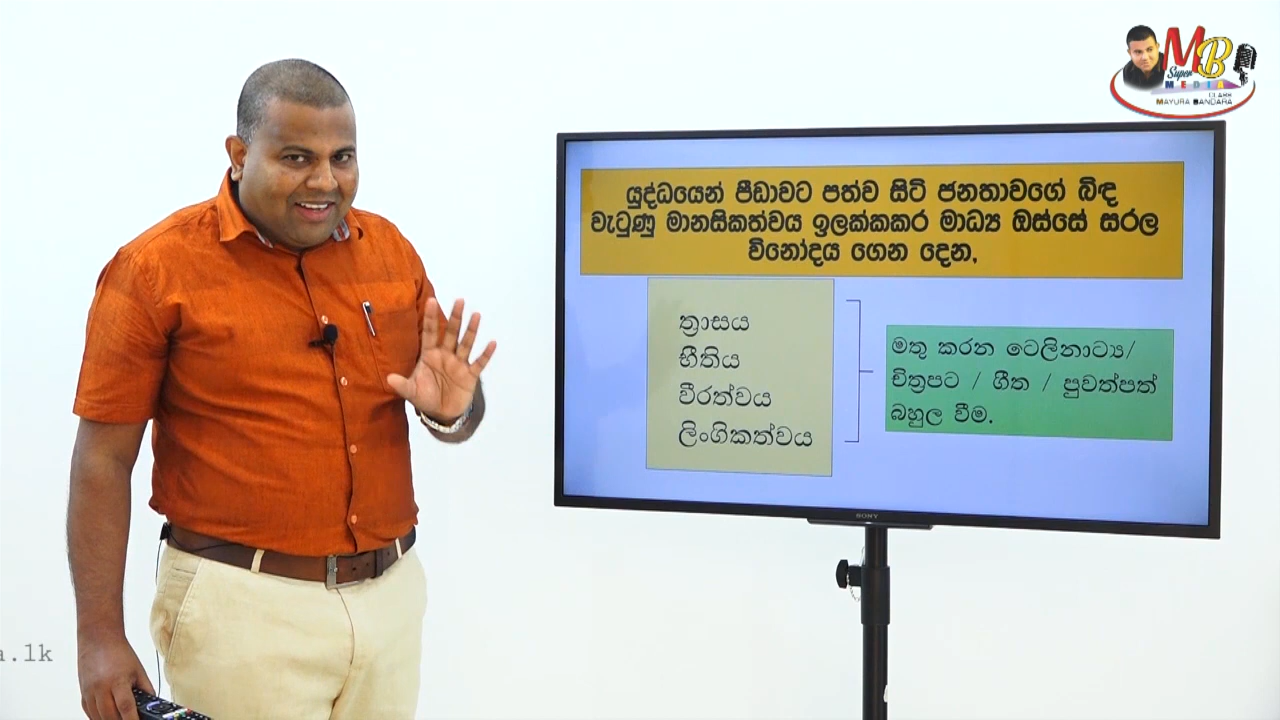 MB
Super
MEDIA
CLASS
MAYURA BANDARA
යුද්ධයෙන් පීඩාවට පත්ව සිටි ජනතාවගේ බිඳ
වැටුණු මානසිකත්වය ඉලක්කකර මාධ්‍ය ඔස්සේ සරල
විනෝදය ගෙන දෙන,
ත්‍රාසය
භීතිය
වීරත්වය
ලිංගිකත්වය
මතු කරන ටෙලිනාට්‍ය/
චිත්‍රපට / ගීත / පුවත්පත්
බහුල වීම.
SONY
a.lk